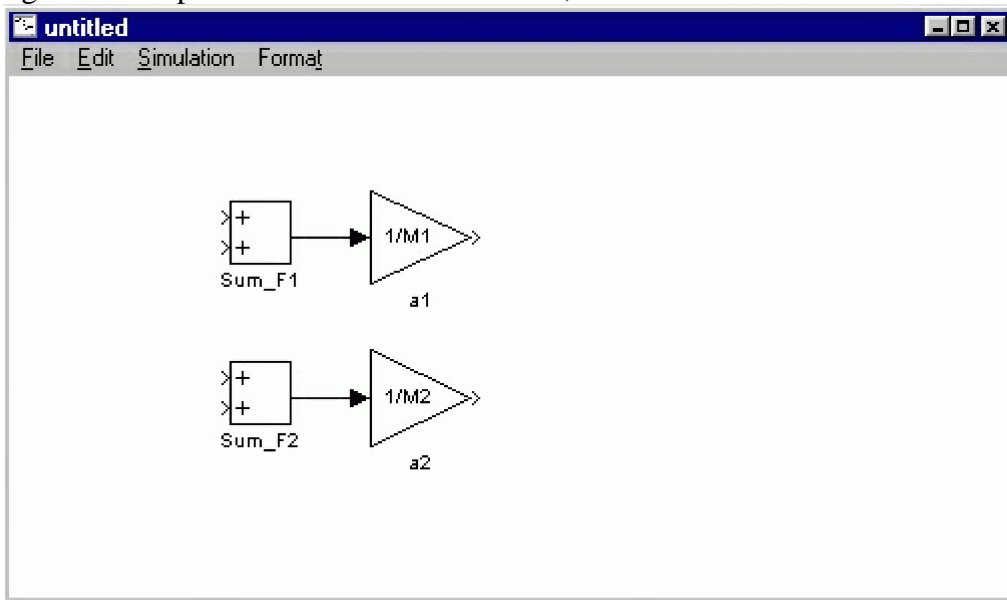 untitled
File Edit Simulation Format
+
+
1/M1
Sum_F1
a1
+
+
1/M2
Sum_F2
a2